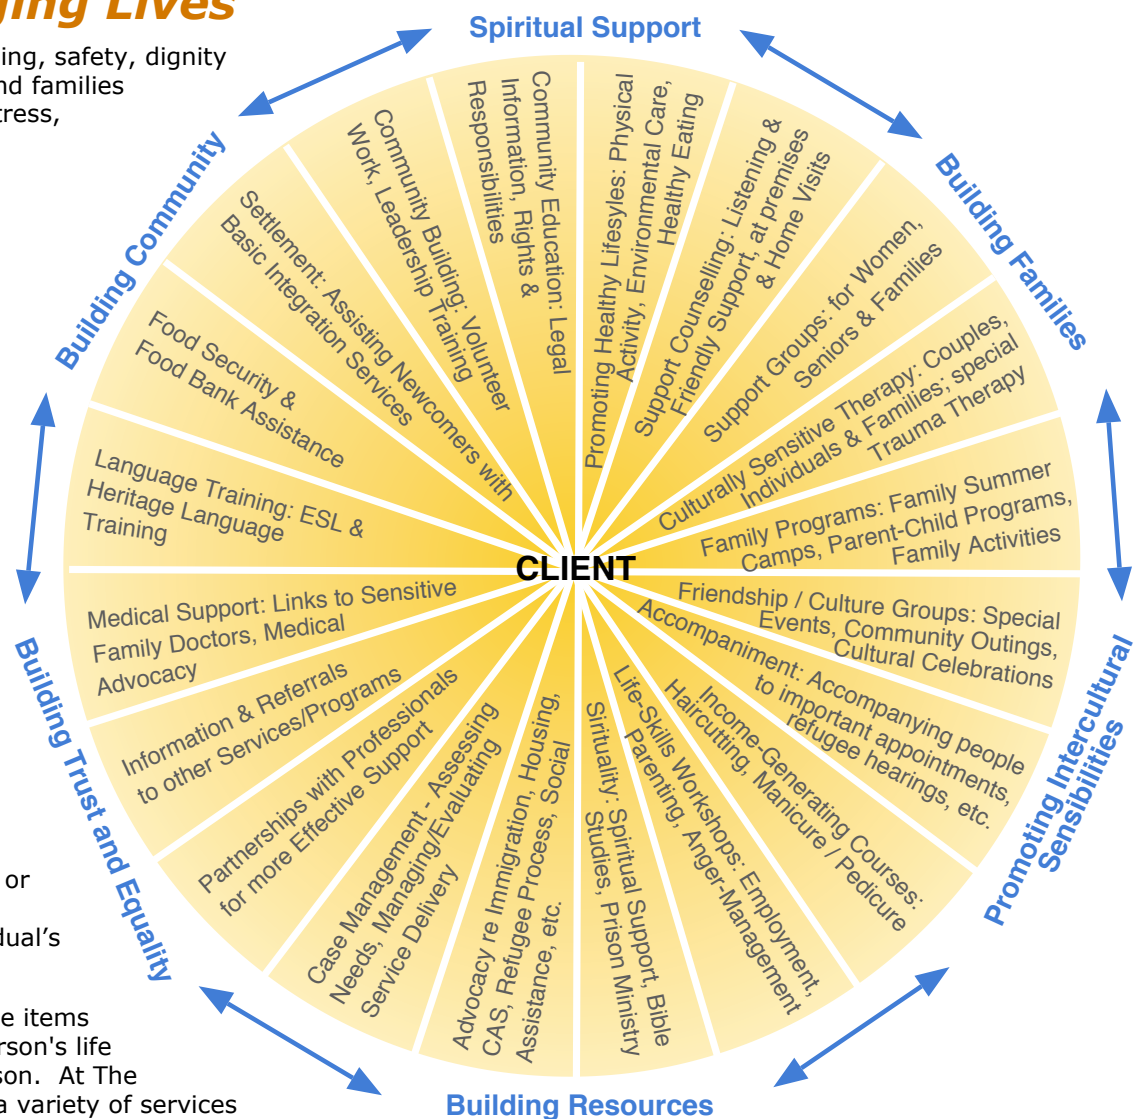 ging Lives
ing, safety, dignity
nd families
tress,
or
dual’s
e items
rson's life
son. At The
a variety of services
Spiritual Support
Building Families
Promoting Intercultural
Sensibilities
Building Resources
Building Trust and Equality
Building Community
CLIENT
Promoting Healthy Lifesyles: Physical
Activity, Environmental Care,
Healthy Eating
Support Counselling: Listening &
Friendly Support, at premises
& Home Visits
Support Groups: for Women,
Seniors & Families
Culturally Sensitive Therapy: Couples,
Individuals & Families; special
Trauma Therapy
Family Programs: Family Summer
Camps, Parent-Child Programs,
Family Activities
Friendship / Culture Groups: Special
Events, Community Outings,
Cultural Celebrations
Accompaniment: Accompanying people
to important appointments,
refugee hearings, etc.
Income-Generating Courses:
Haircutting, Manicure / Pedicure
Life-Skills Workshops: Employment,
Parenting, Anger-Management
Sirituality: Spiritual Support, Bible
Studies, Prison Ministry
Advocacy re Immigration, Housing,
CAS, Refugee Process, Social
Assistance, etc.
Case Management - Assessing
Needs, Managing/Evaluating
Service Delivery
Partnerships with Professionals
for more Effective Support
Information & Referrals
to other Services/Programs
Medical Support: Links to Sensitive
Family Doctors, Medical
Advocacy
Language Training: ESL &
Heritage Language
Training
Food Security &
Food Bank Assistance
Settlement: Assisting Newcomers with
Basic Integration Services
Community Building: Volunteer
Work, Leadership Training
Community Education: Legal
Information, Rights &
Responsibilities